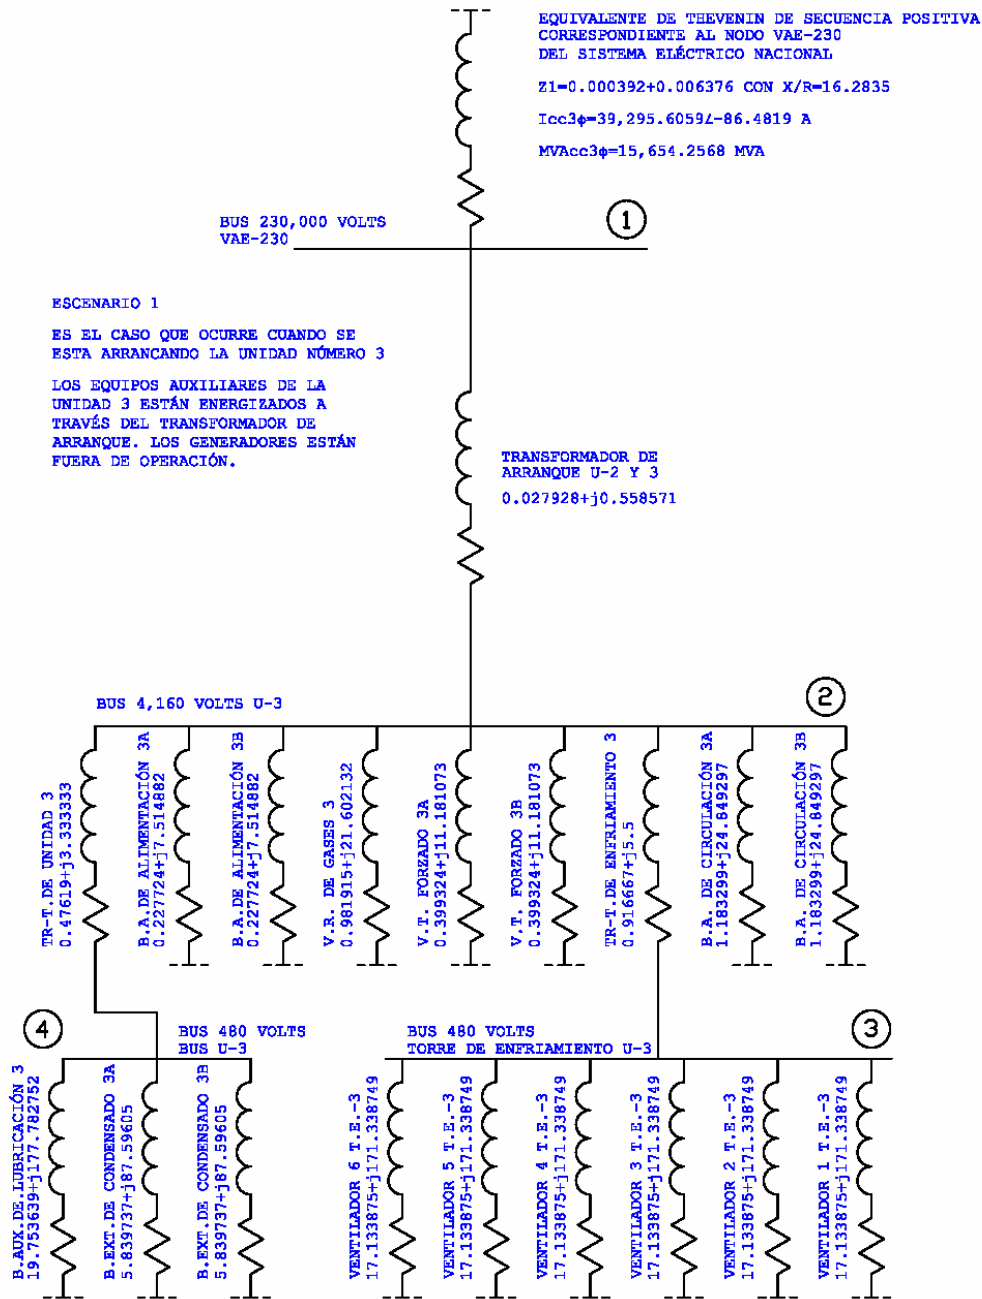 EQUIVALENTE DE THEVENIN DE SECUENCIA POSITIVA
CORRESPONDIENTE AL NODO VAE-230
DEL SISTEMA ELÉCTRICO NACIONAL
Z1=0.000392+0.006376 CON X/R=16.2835
Icc3ϕ=39,295.6059∠-86.4819 A
MVAcc3ϕ=15,654.2568 MVA
BUS 230,000 VOLTS
VAE-230
1
ESCENARIO 1
ES EL CASO QUE OCURRE CUANDO SE
ESTA ARRANCANDO LA UNIDAD NÚMERO 3
LOS EQUIPOS AUXILIARES DE LA
UNIDAD 3 ESTÁN ENERGIZADOS A
TRAVÉS DEL TRANSFORMADOR DE
ARRANQUE. LOS GENERADORES ESTÁN
FUERA DE OPERACIÓN.
TRANSFORMADOR DE
ARRANQUE U-2 Y 3
0.027928+j0.558571
BUS 4,160 VOLTS U-3
2
TR-T.DE UNIDAD 3
0.47619+j3.333333
B.A.DE ALIMENTACIÓN 3A
0.227724+j7.514882
B.A.DE ALIMENTACIÓN 3B
0.227724+j7.514882
V.R. DE GASES 3
0.981915+j21.602132
V.T. FORZADO 3A
0.399324+j11.181073
V.T. FORZADO 3B
0.399324+j11.181073
TR-T.DE ENFRIAMIENTO 3
0.916667+j5.5
B.A. DE CIRCULACIÓN 3A
1.183299+j24.849297
B.A. DE CIRCULACIÓN 3B
1.183299+j24.849297
4
BUS 480 VOLTS
BUS U-3
BUS 480 VOLTS
TORRE DE ENFRIAMIENTO U-3
3
B.AUX.DE.LUBRICACIÓN 3
19.753639+j177.782752
B.EXT.DE CONDENSADO 3A
5.839737+j87.59605
B.EXT.DE CONDENSADO 3B
5.839737+j87.59605
VENTILADOR 6 T.E.-3
17.133875+j171.338749
VENTILADOR 5 T.E.-3
17.133875+j171.338749
VENTILADOR 4 T.E.-3
17.133875+j171.338749
VENTILADOR 3 T.E.-3
17.133875+j171.338749
VENTILADOR 2 T.E.-3
17.133875+j171.338749
VENTILADOR 1 T.E.-3
17.133875+j171.338749